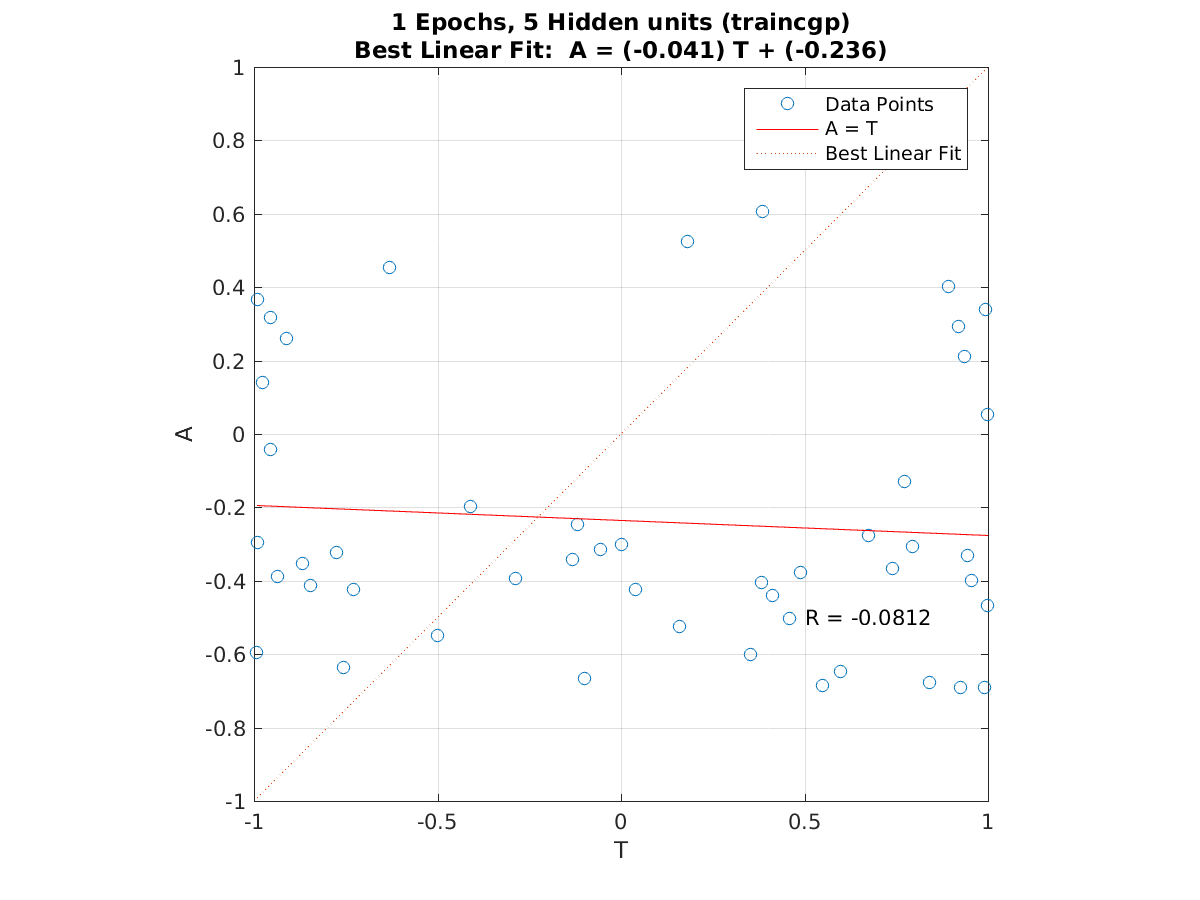 1 Epochs, 5 Hidden units (traincgp)
Best Linear Fit:  A = (-0.041) T + (-0.236)
1
0.8
0.6
0.4
0.2
0
-0.2
-0.4
-0.6
-0.8
-1
A
Data Points
A = T
Best Linear Fit
R = -0.0812
-1
-0.5
0
0.5
1
T